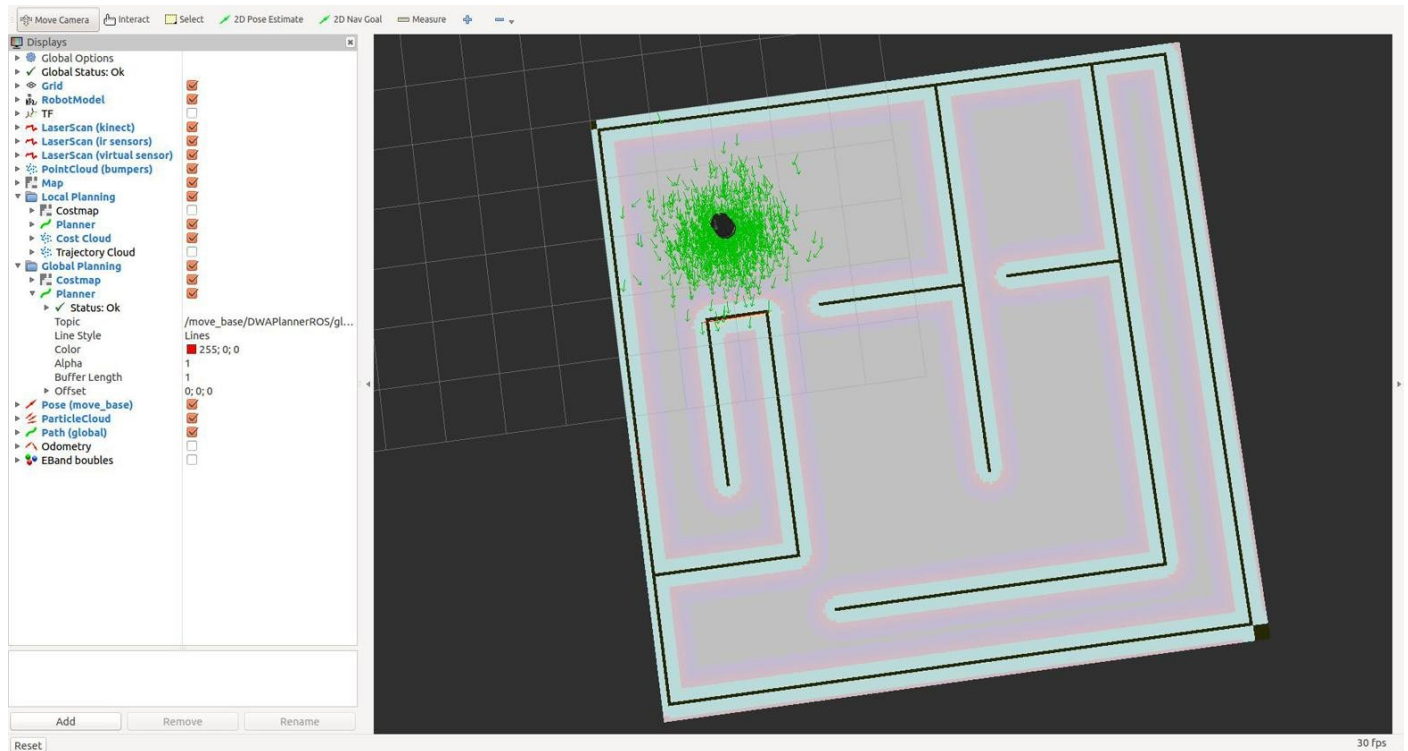 Move Camera Interact Select 2D Pose Estimate 2D Nav Goal Measure
Displays
Global Options
Global Status: Ok
Grid
RobotModel
TF
LaserScan (kinect)
LaserScan (ir sensors)
LaserScan (virtual sensor)
PointCloud (bumpers)
Map
Local Planning
Costmap
Planner
Cost Cloud
Trajectory Cloud
Global Planning
Costmap
Planner
Status: Ok
Topic /move_base/DWAPlannerROS/gl...
Line Style Lines
Color 255; 0; 0
Alpha 1
Buffer Length 1
Offset 0; 0; 0
Pose (move_base)
ParticleCloud
Path (global)
Odometry
EBand boubles
Add Remove Rename
Reset 30 fps